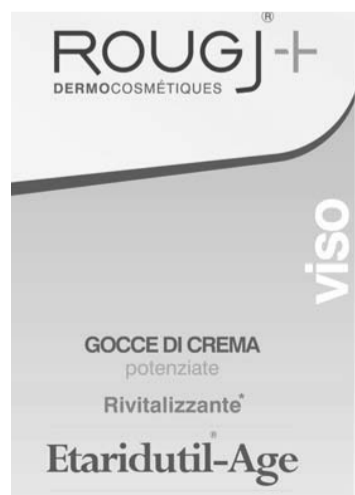 ROUGJ+®
DERMOCOSMÉTIQUES
viso
GOCCE DI CREMA
potenziate
Rivitalizzante*
Etaridutil®-Age